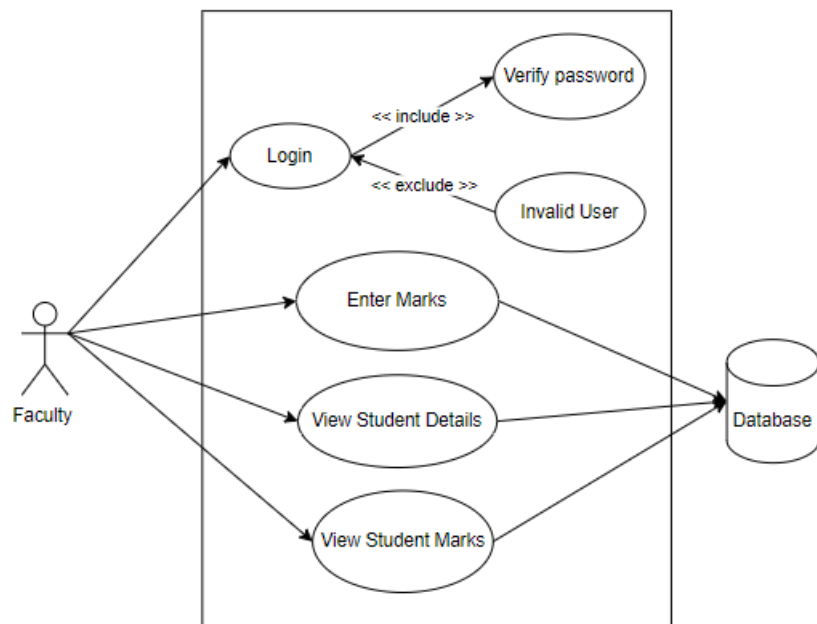 Verify password
<< include >>
Login
<< exclude >>
Invalid User
Enter Marks
Faculty
View Student Details
Database
View Student Marks